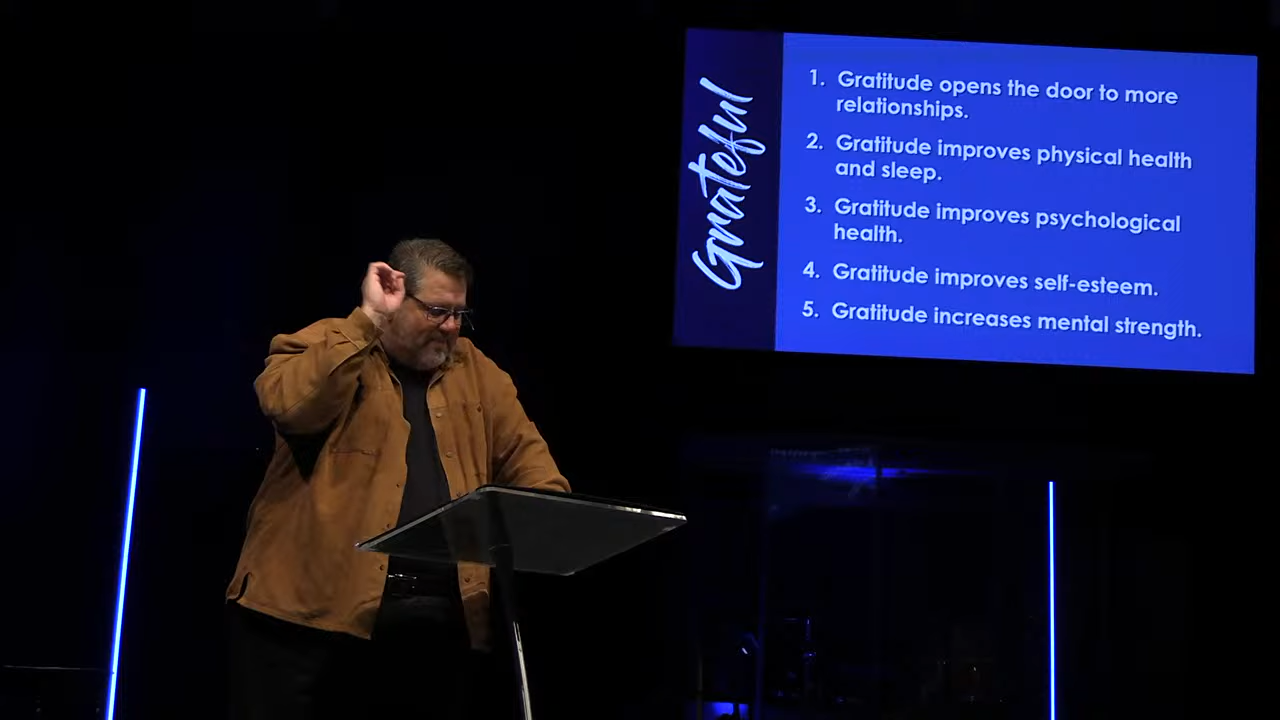 Grateful
1. Gratitude opens the door to more
relationships.
2. Gratitude improves physical health
and sleep.
3. Gratitude improves psychological
health.
4. Gratitude improves self-esteem.
5. Gratitude increases mental strength.